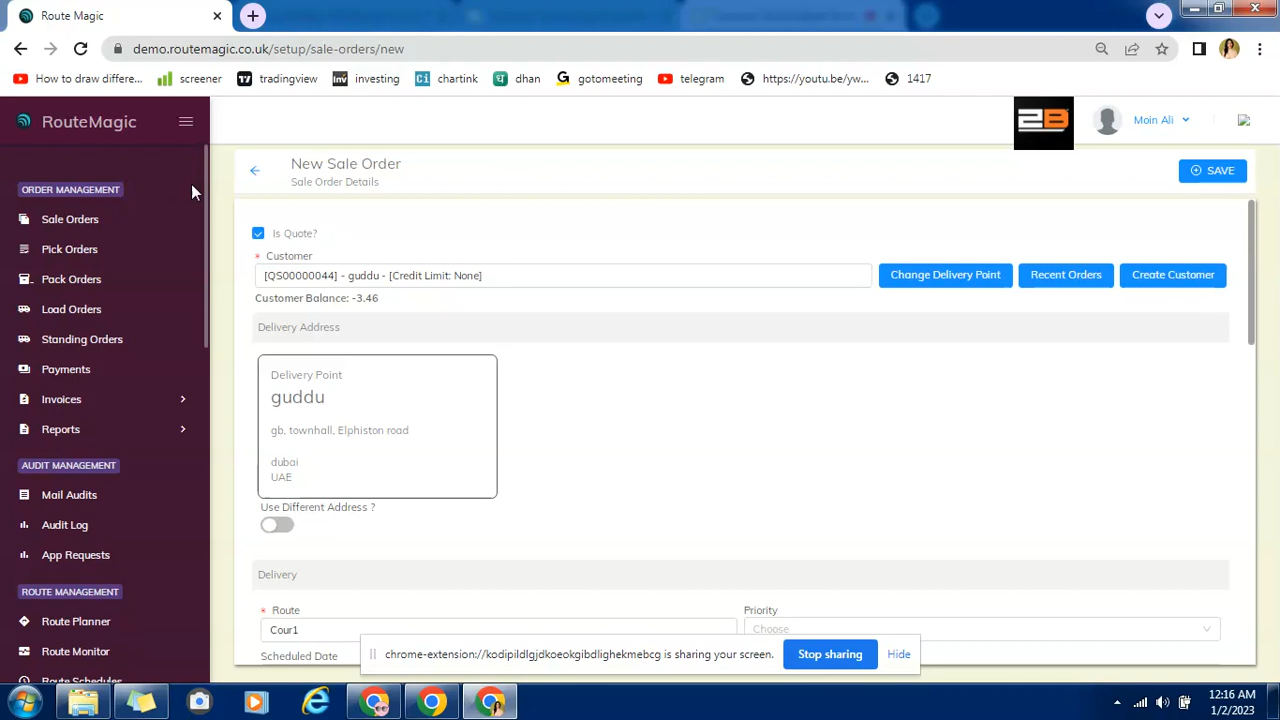 Route Magic
demo.routemagic.co.uk/setup/sale-orders/new
How to draw differe...
screener
tradingview
investing
chartink
dhan
gotomeeting
telegram
https://youtu.be/yw...
1417
RouteMagic
2B
Moin Ali
New Sale Order
Sale Order Details
SAVE
ORDER MANAGEMENT
Sale Orders
Pick Orders
Pack Orders
Load Orders
Standing Orders
Payments
Invoices
Reports
AUDIT MANAGEMENT
Mail Audits
Audit Log
App Requests
ROUTE MANAGEMENT
Route Planner
Route Monitor
Route Schedules
Is Quote?
* Customer
[QS00000044] - guddu - [Credit Limit: None]
Change Delivery Point
Recent Orders
Create Customer
Customer Balance: -3.46
Delivery Address
Delivery Point
guddu
gb, townhall, Elphiston road
dubai
UAE
Use Different Address ?
Delivery
* Route
Priority
Cour1
Choose
Scheduled Date
chrome-extension://kodipildlgjdkoeokgibdlighekmebcg is sharing your screen.
Stop sharing
Hide
12:16 AM
1/2/2023